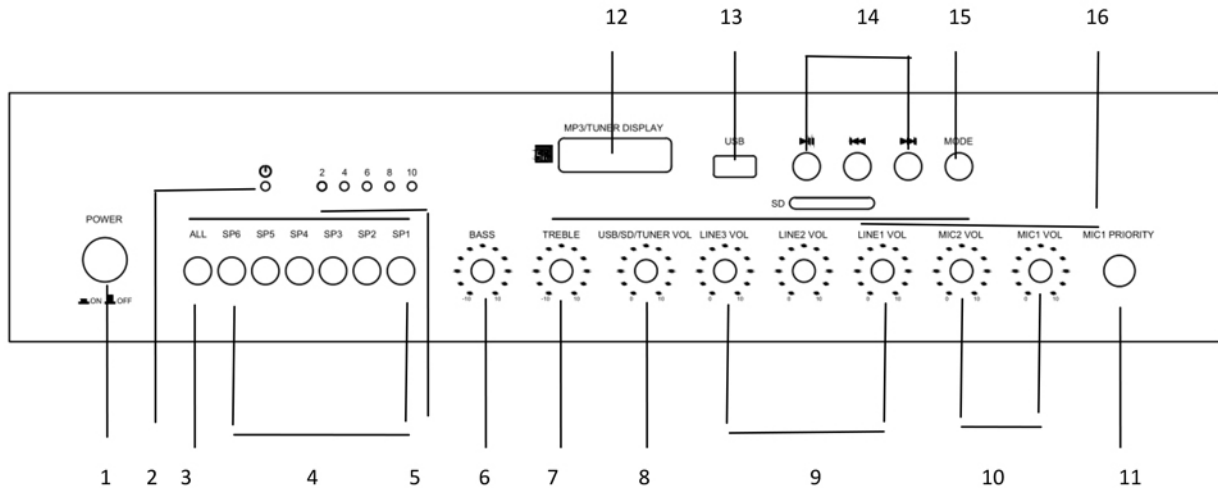 12 13 14 15 16
MP3/TUNER DISPLAY USB MODE
2 4 6 8 10
SD
POWER
ALL SP6 SP5 SP4 SP3 SP2 SP1
BASS TREBLE USB/SD/TUNER VOL LINE3 VOL LINE2 VOL LINE1 VOL MIC2 VOL MIC1 VOL MIC1 PRIORITY
ON OFF
-10 10 -10 10 0 10 0 10 0 10 0 10 0 10 0 10
1 2 3 4 5 6 7 8 9 10 11